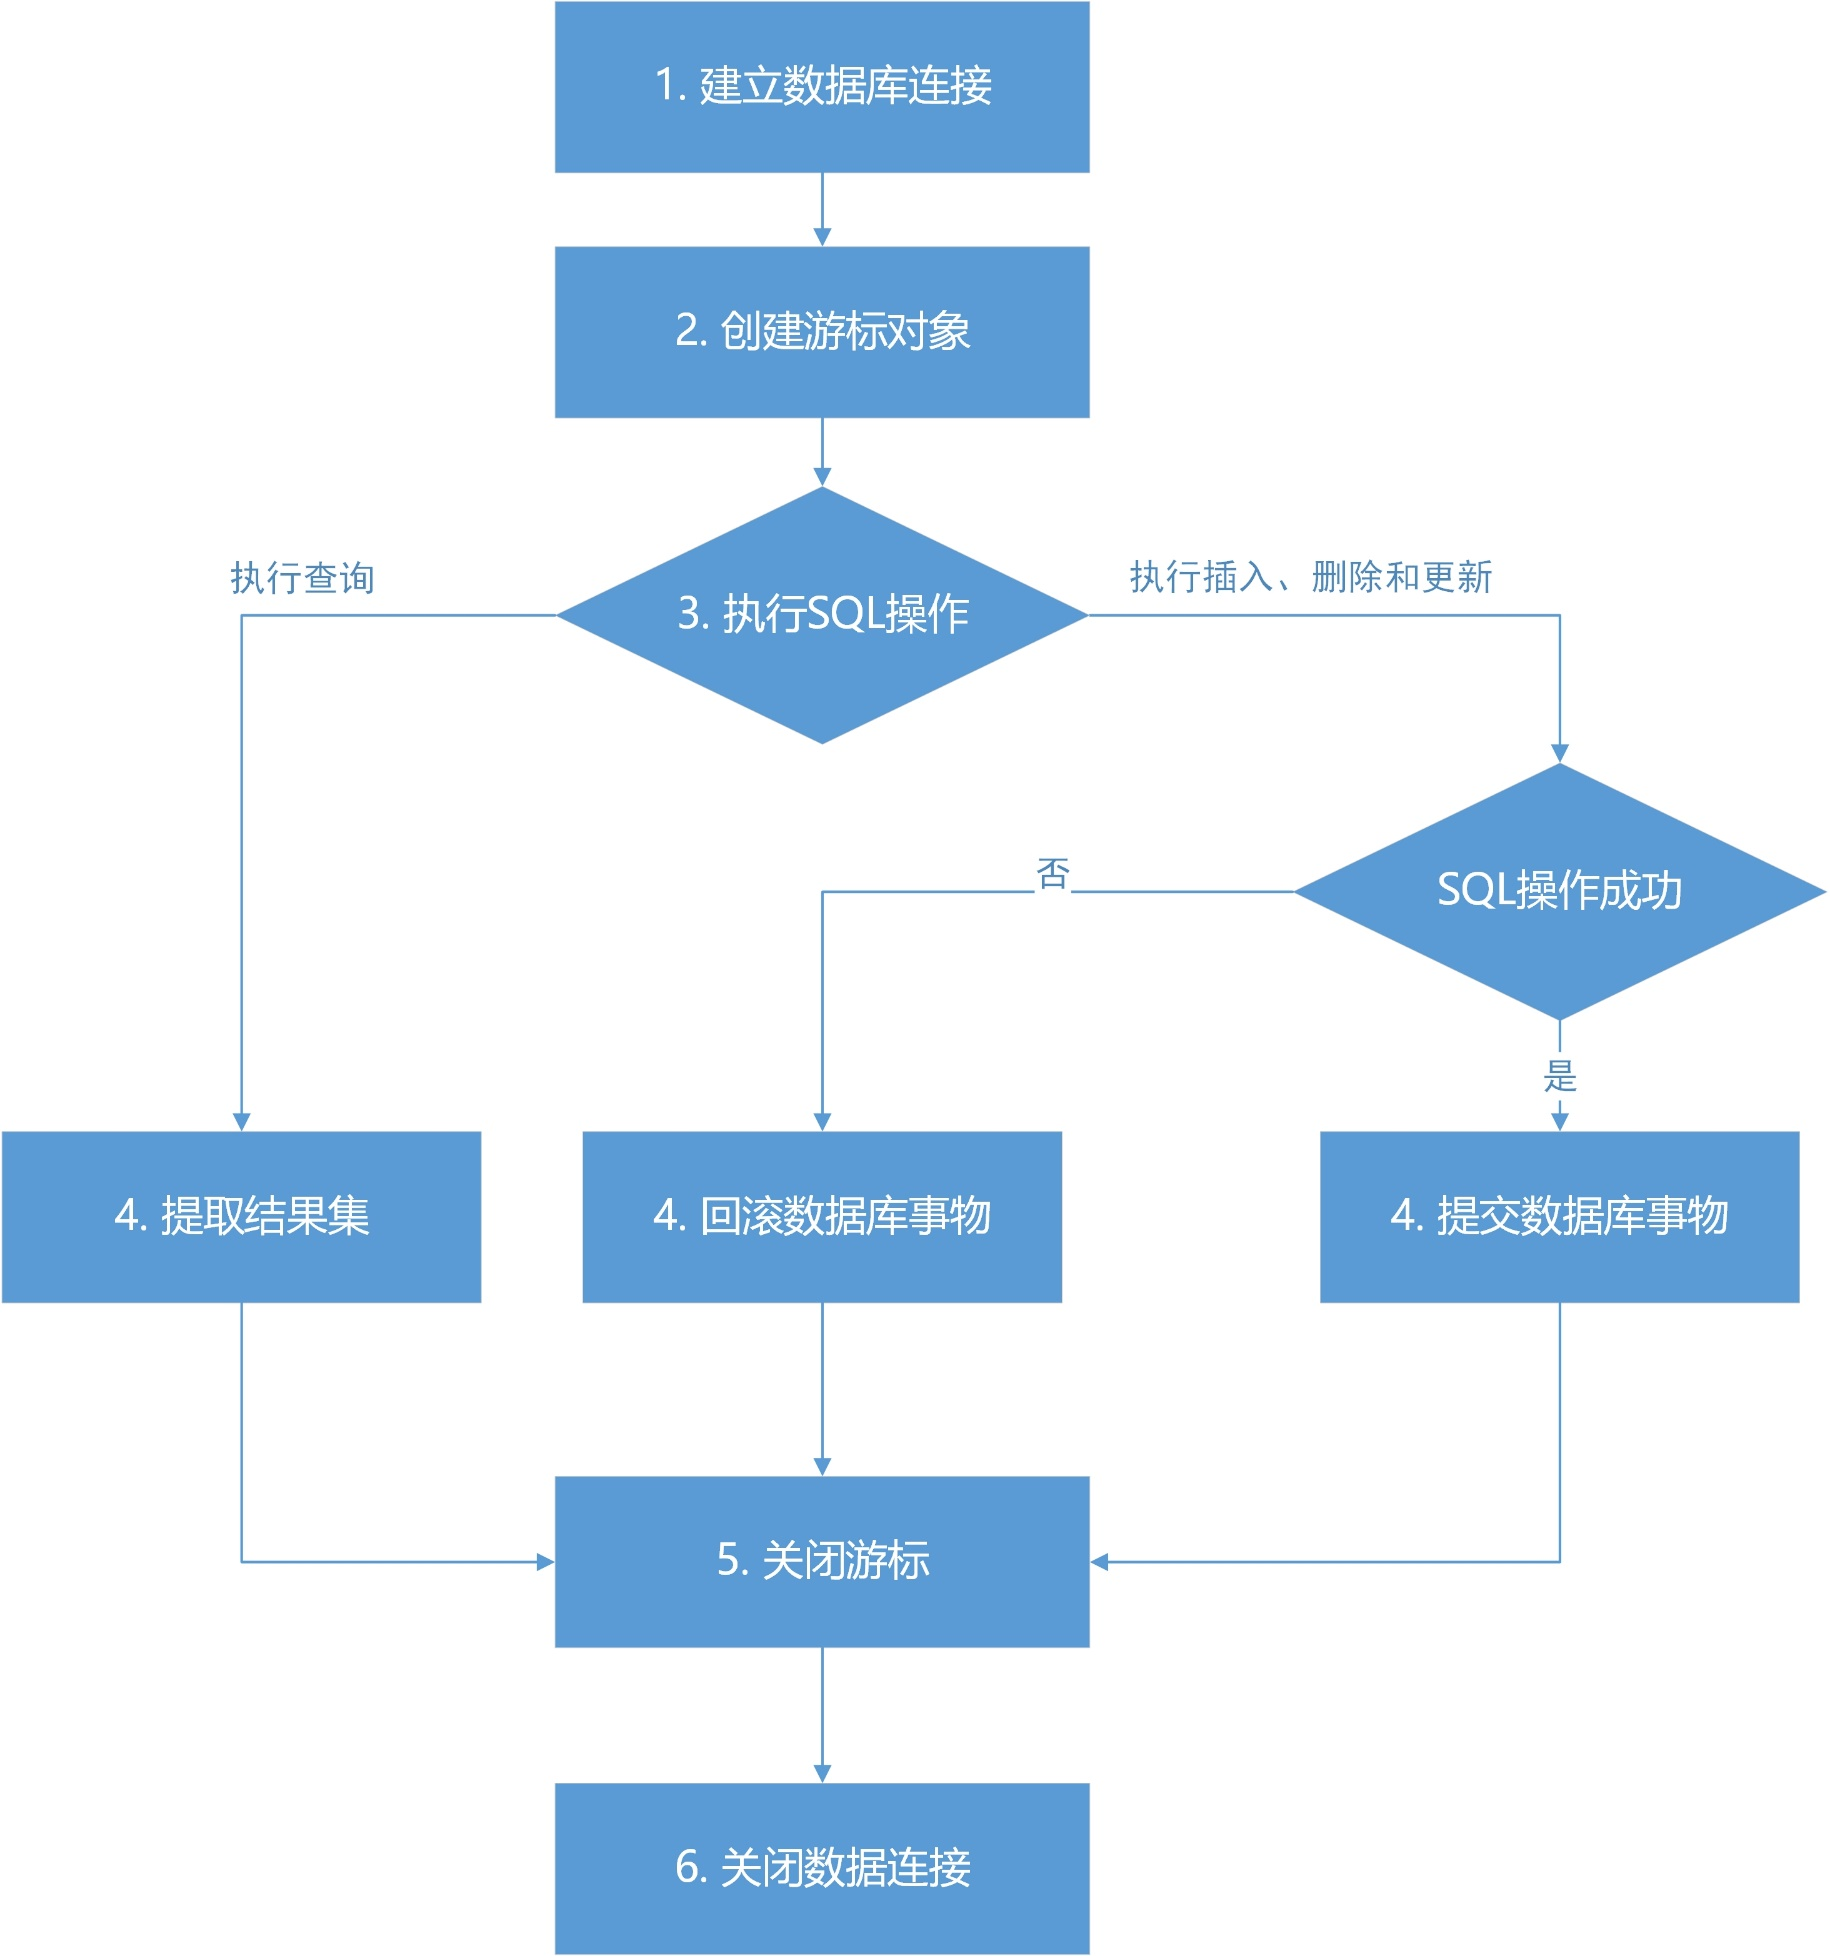 1. 建立数据库连接
2. 创建游标对象
执行查询
执行插入、删除和更新
3. 执行SQL操作
否
SQL操作成功
是
4. 提取结果集
4. 回滚数据库事物
4. 提交数据库事物
5. 关闭游标
6. 关闭数据连接